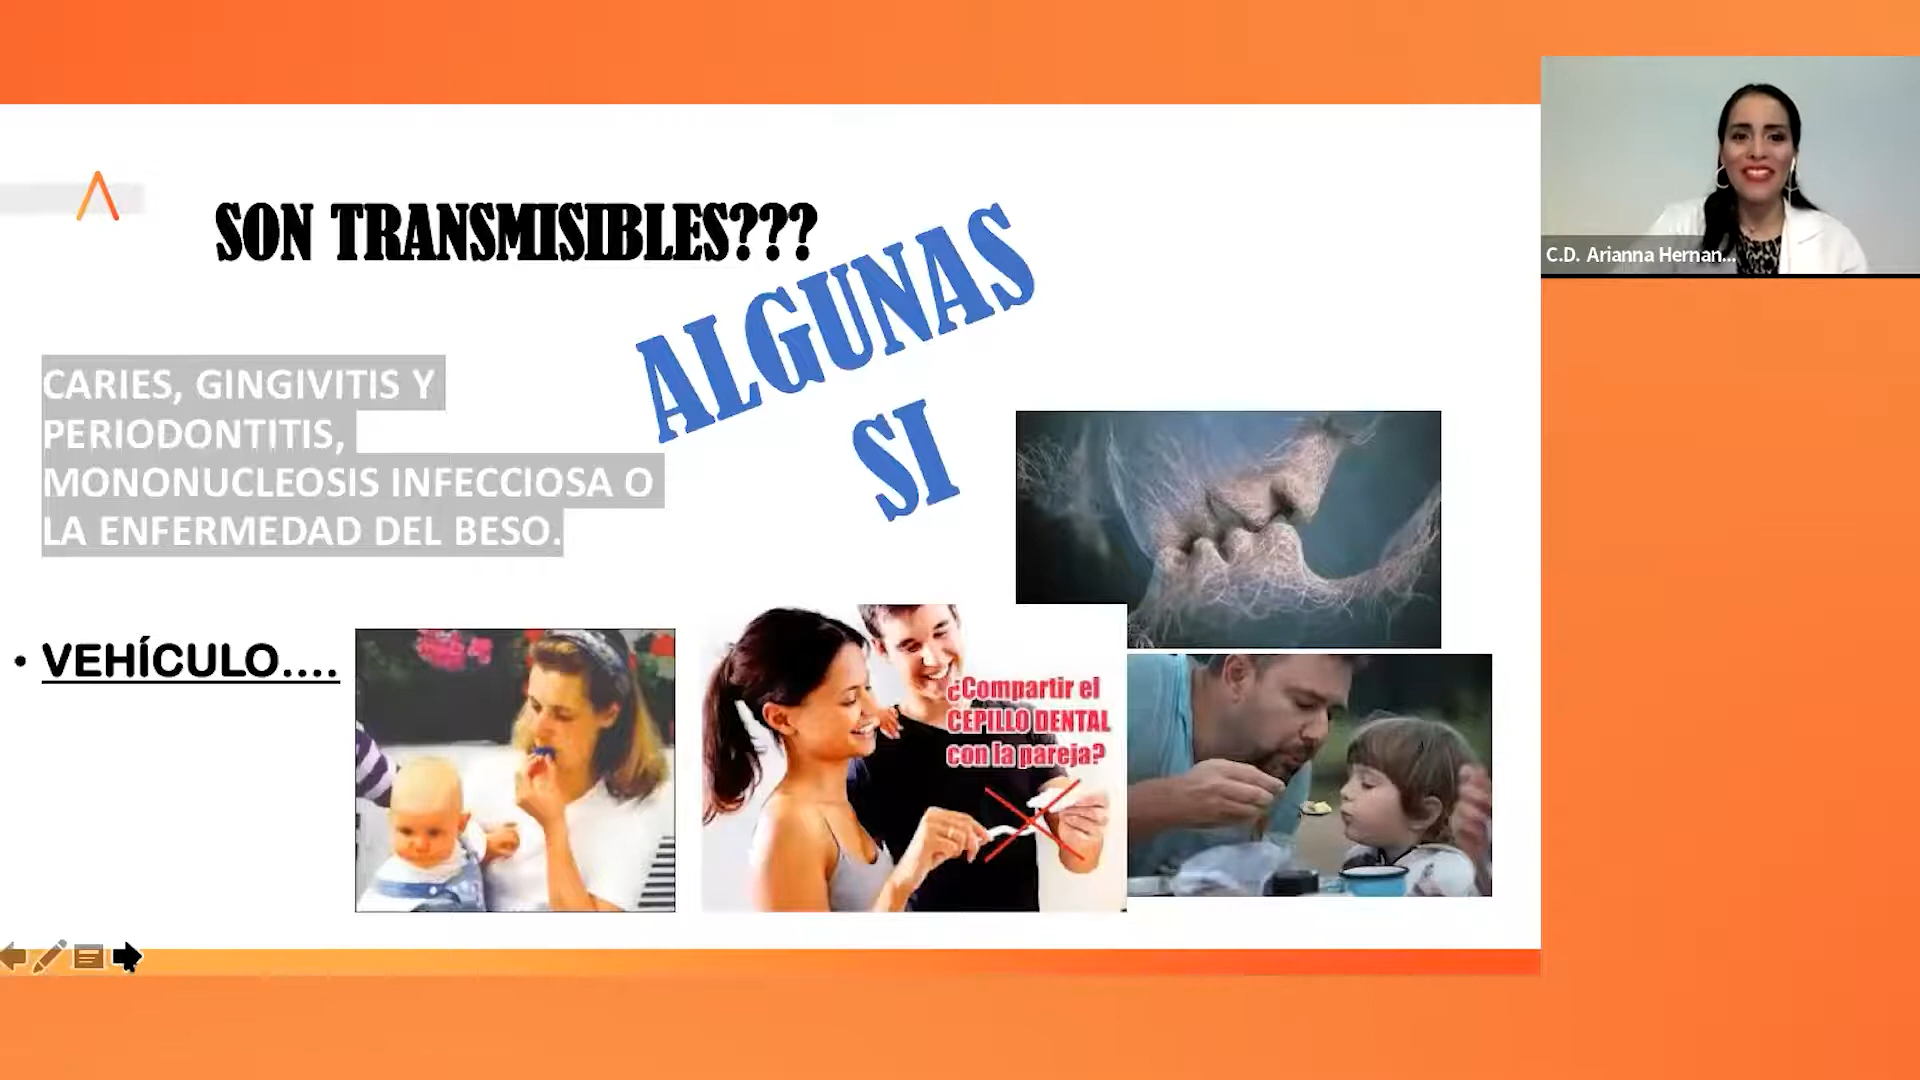 SON TRANSMISIBLES???
ALGUNAS
SI
CARIES, GINGIVITIS Y
PERIODONTITIS,
MONONUCLEOSIS INFECCIOSA O
LA ENFERMEDAD DEL BESO.
• VEHÍCULO....
¿Compartir el
CEPILLO DENTAL
con la pareja?
C.D. Arianna Hernan...